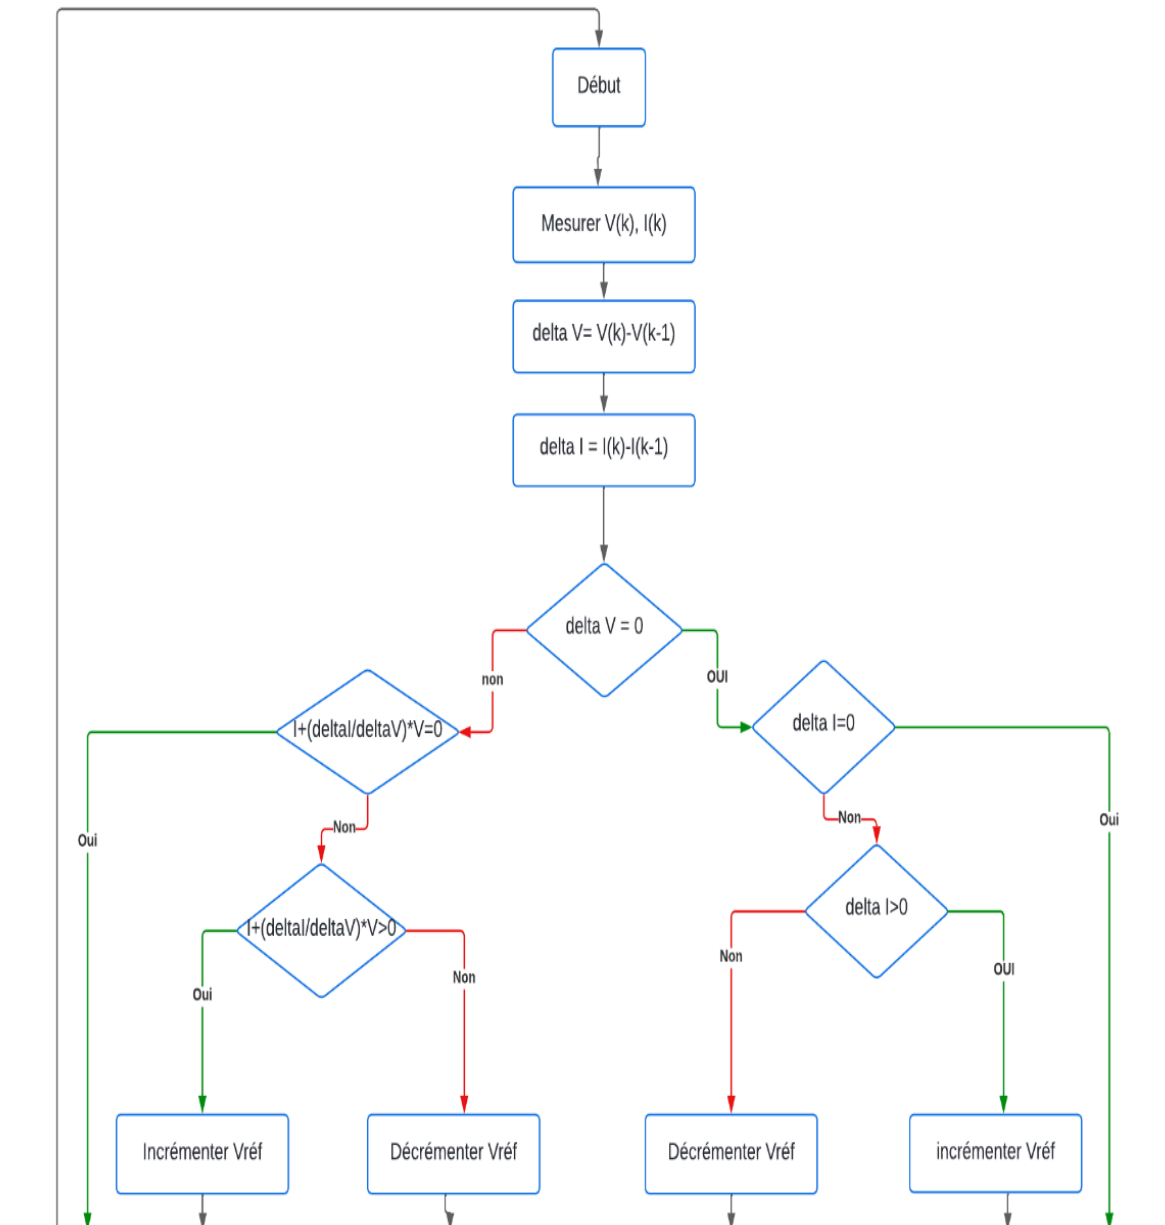 Début
Mesurer V(k), I(k)
delta V= V(k)-V(k-1)
delta I = I(k)-I(k-1)
delta V = 0
non
OUI
I+(deltaI/deltaV)*V=0
delta I=0
Non
Non
Oui
Oui
I+(deltaI/deltaV)*V>0
delta I>0
Oui
Non
Non
OUI
Incrémenter Vréf
Décrémenter Vréf
Décrémenter Vréf
incrémenter Vréf